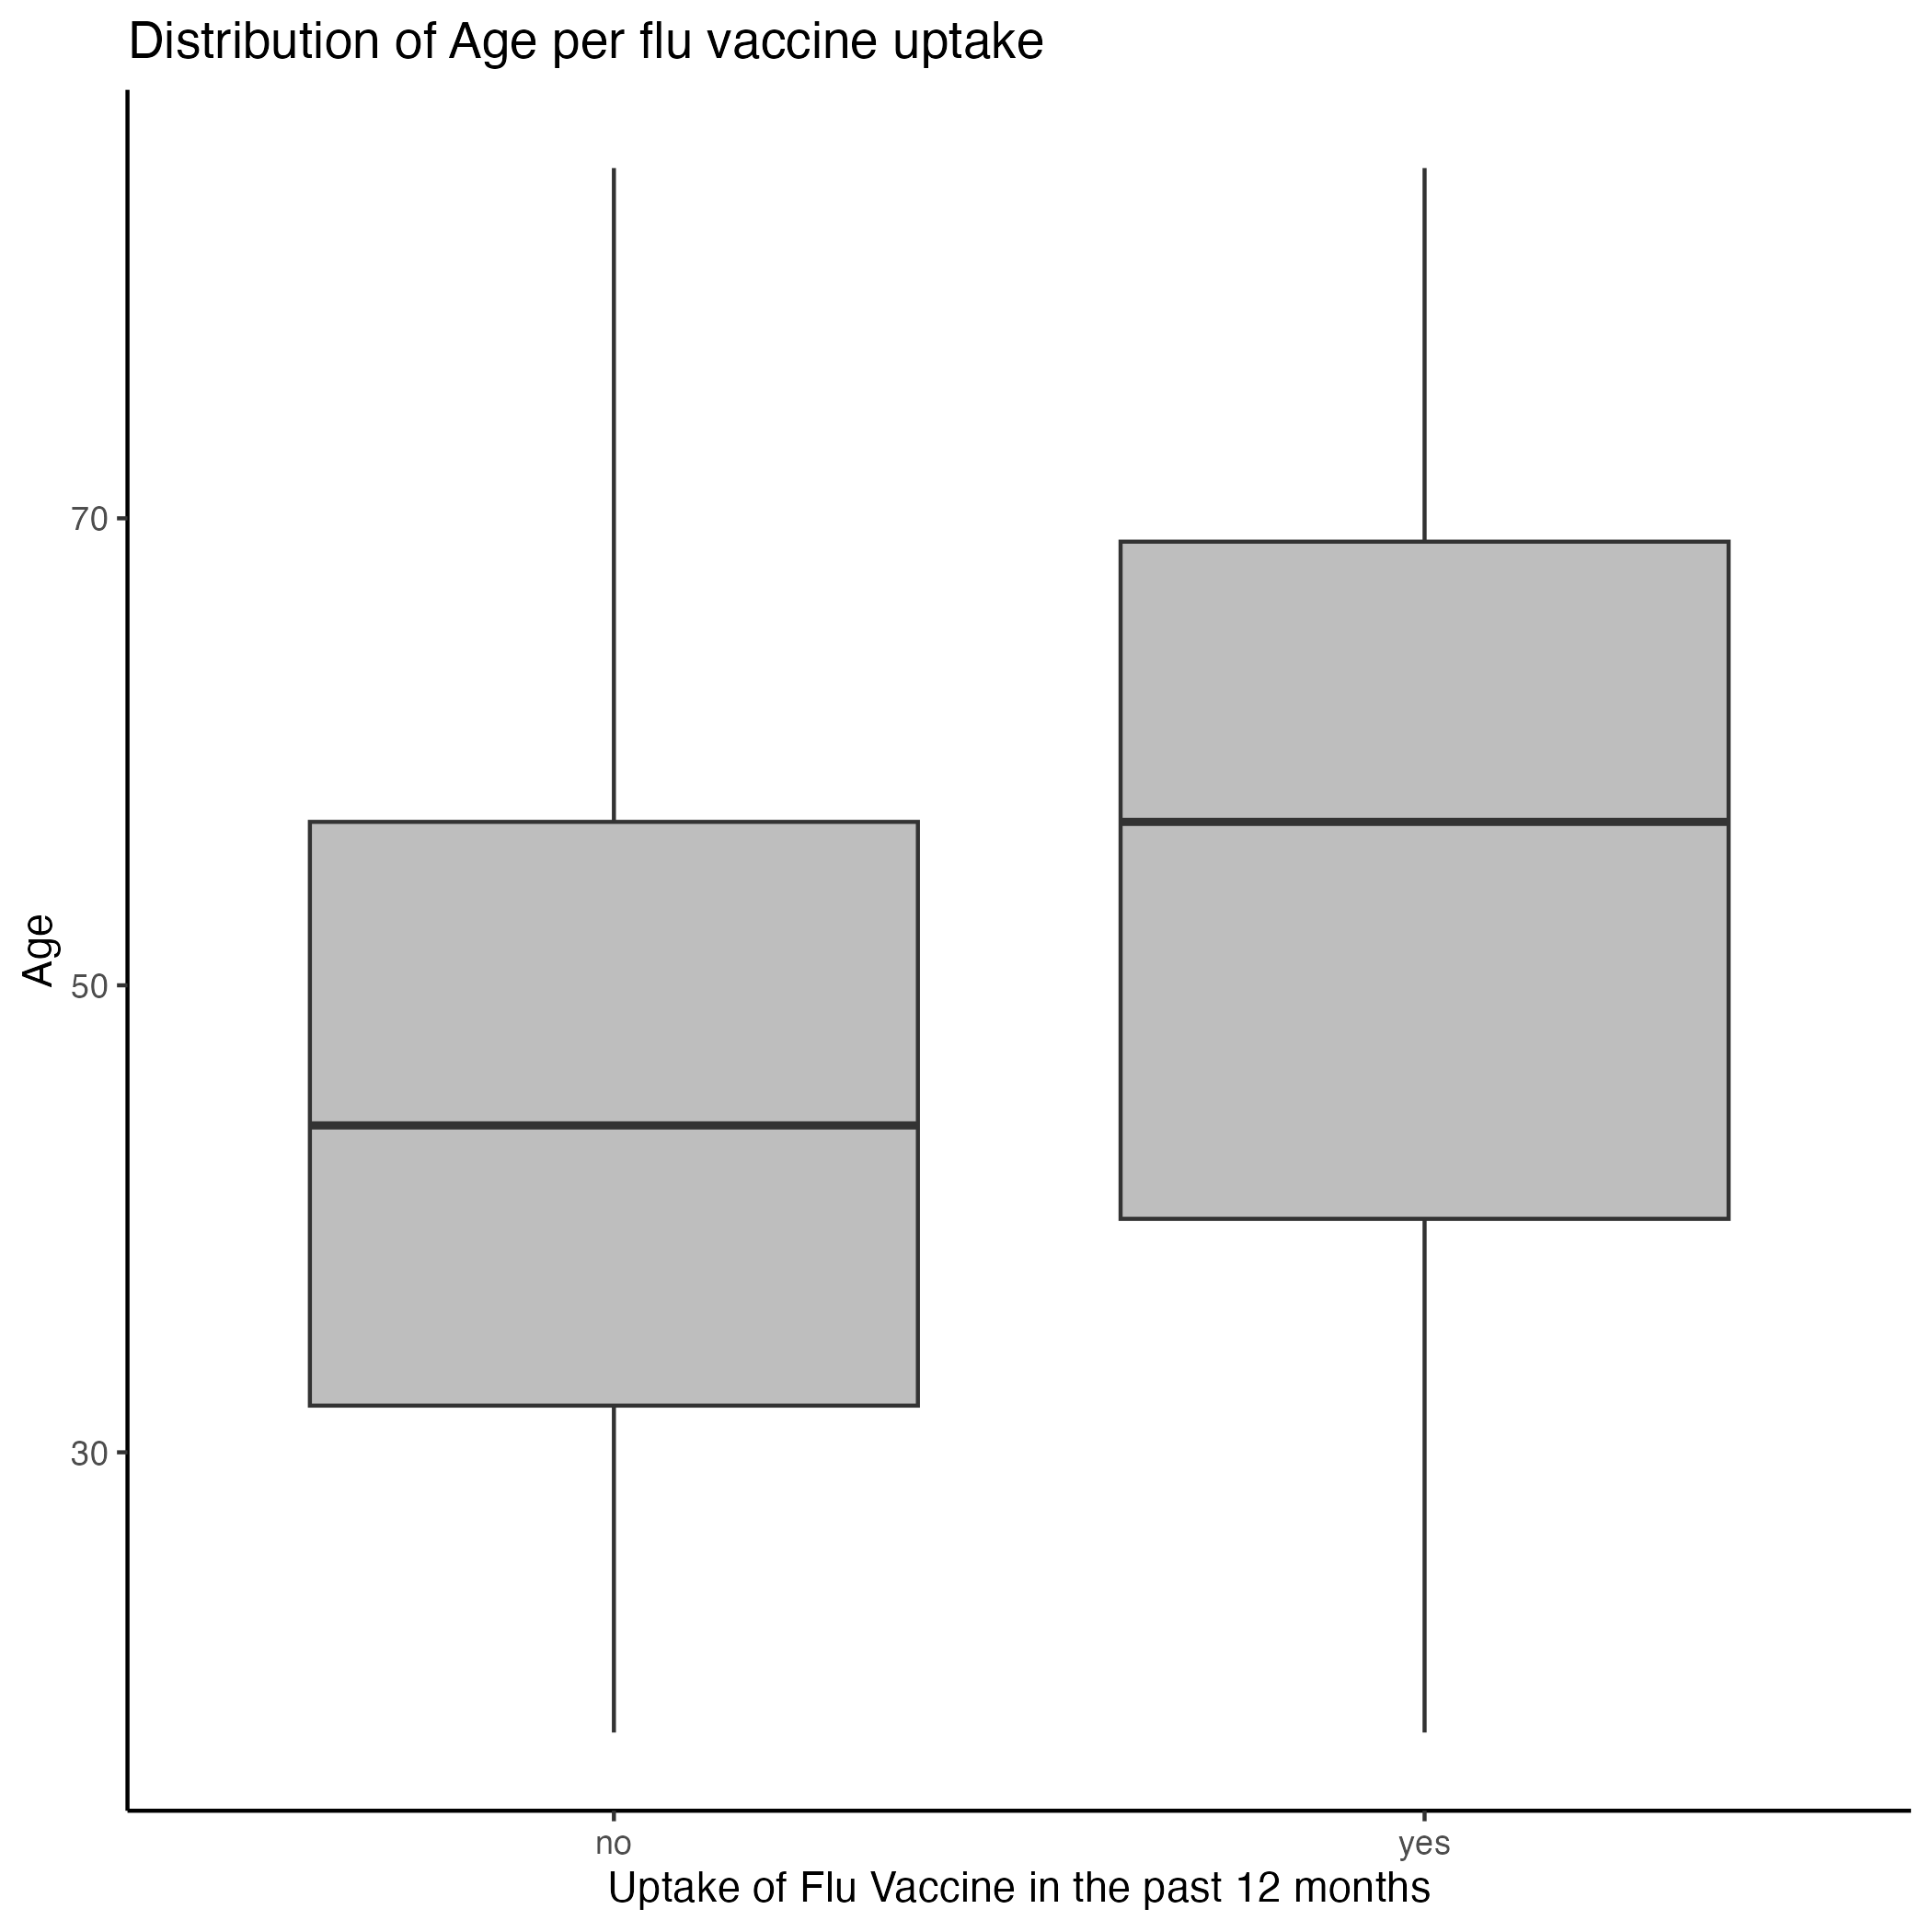 Distribution of Age per flu vaccine uptake
Age
70
50
30
no
yes
Uptake of Flu Vaccine in the past 12 months